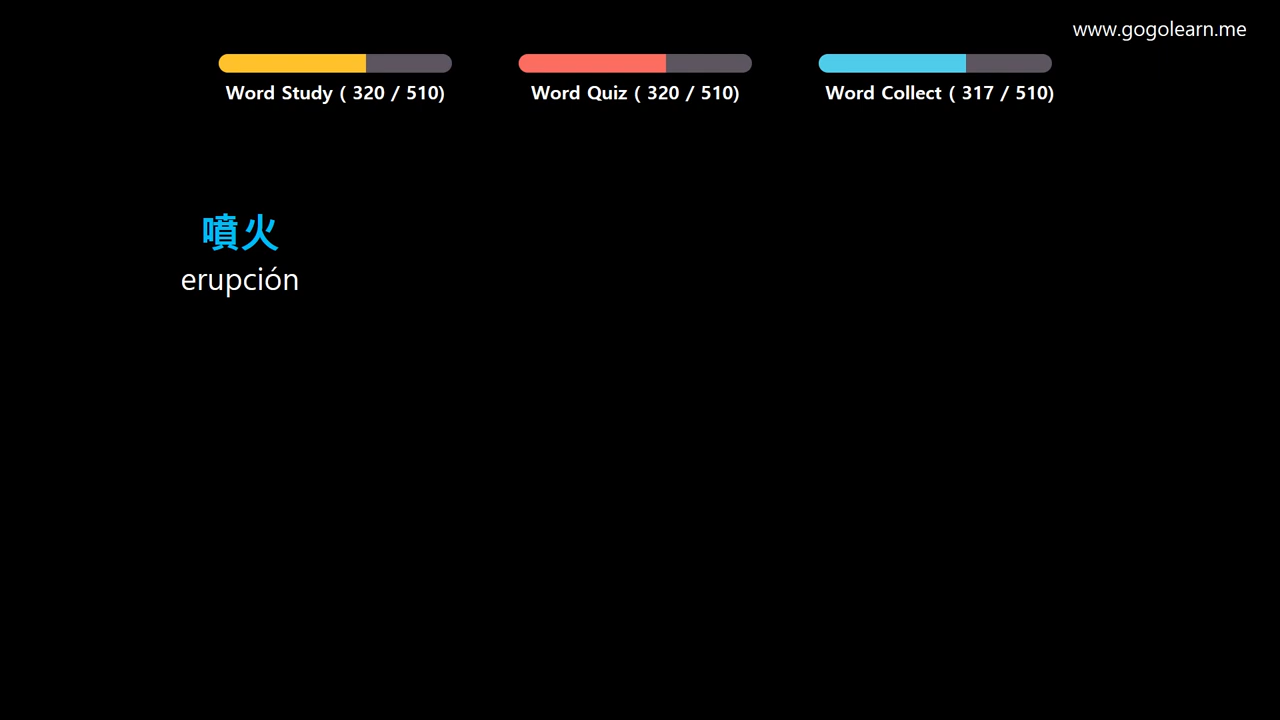 www.gogolearn.me
Word Study ( 320 / 510)
Word Quiz ( 320 / 510)
Word Collect ( 317 / 510)
噴火
erupción